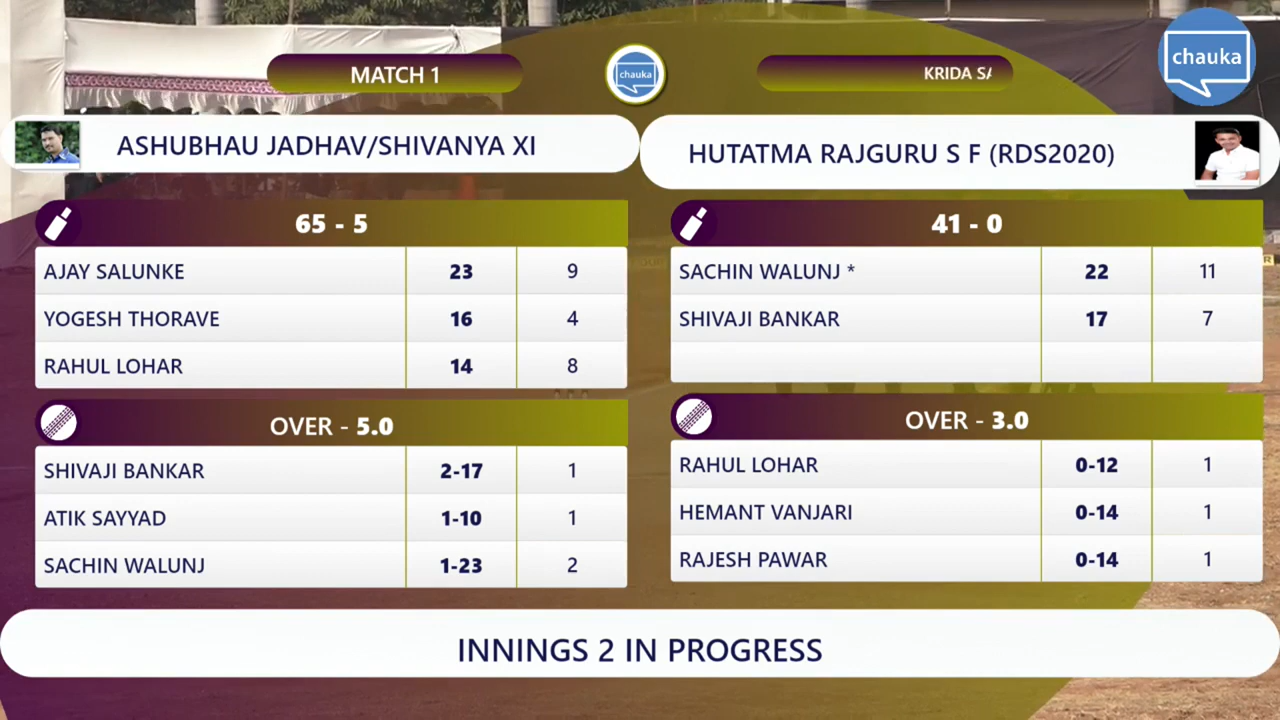 MATCH 1
chauka
KRIDA
chauka
ASHUBHAU JADHAV/SHIVANYA XI
HUTATMA RAJGURU S F (RDS2020)
65 - 5
AJAY SALUNKE 23 9
YOGESH THORAVE 16 4
RAHUL LOHAR 14 8
OVER - 5.0
SHIVAJI BANKAR 2-17 1
ATIK SAYYAD 1-10 1
SACHIN WALUNJ 1-23 2
41 - 0
SACHIN WALUNJ * 22 11
SHIVAJI BANKAR 17 7
OVER - 3.0
RAHUL LOHAR 0-12 1
HEMANT VANJARI 0-14 1
RAJESH PAWAR 0-14 1
INNINGS 2 IN PROGRESS